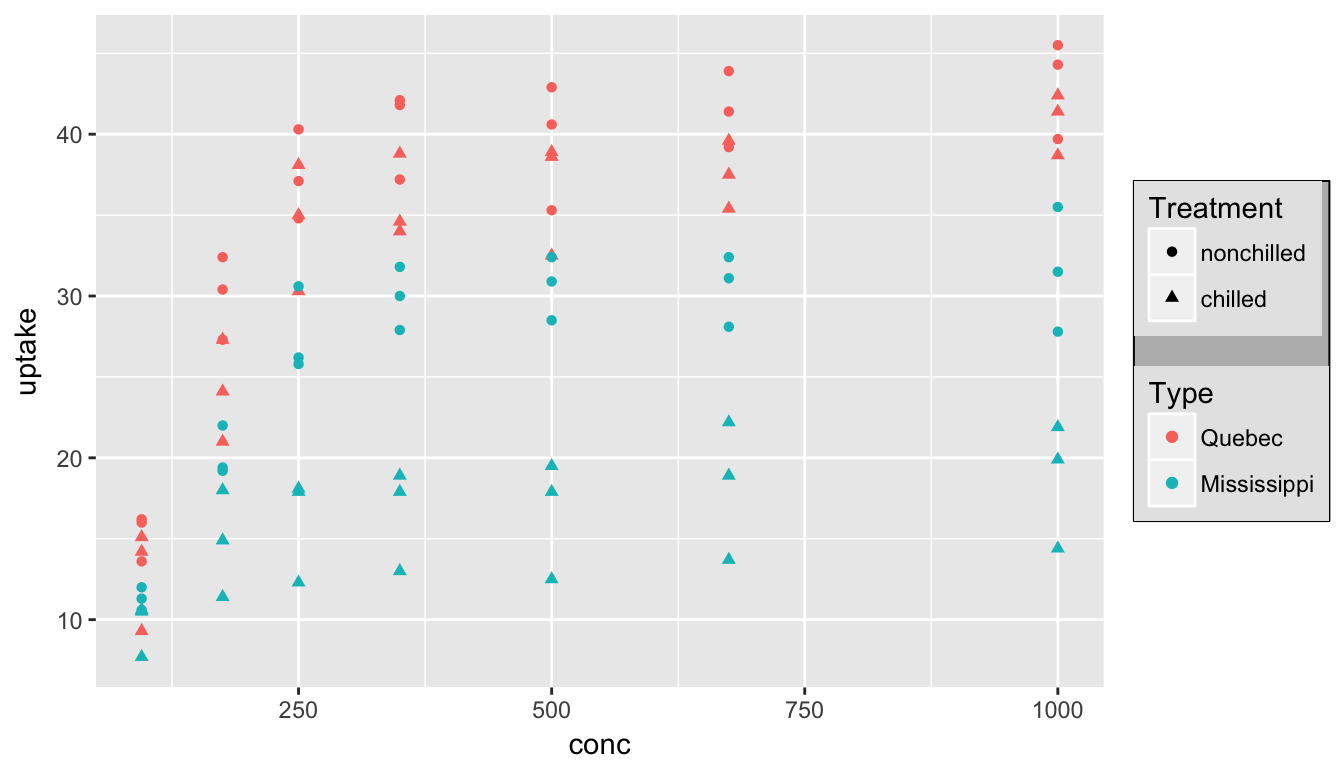 uptake
40
30
20
10
250
500
750
1000
conc
Treatment
nonchilled
chilled
Type
Quebec
Mississippi